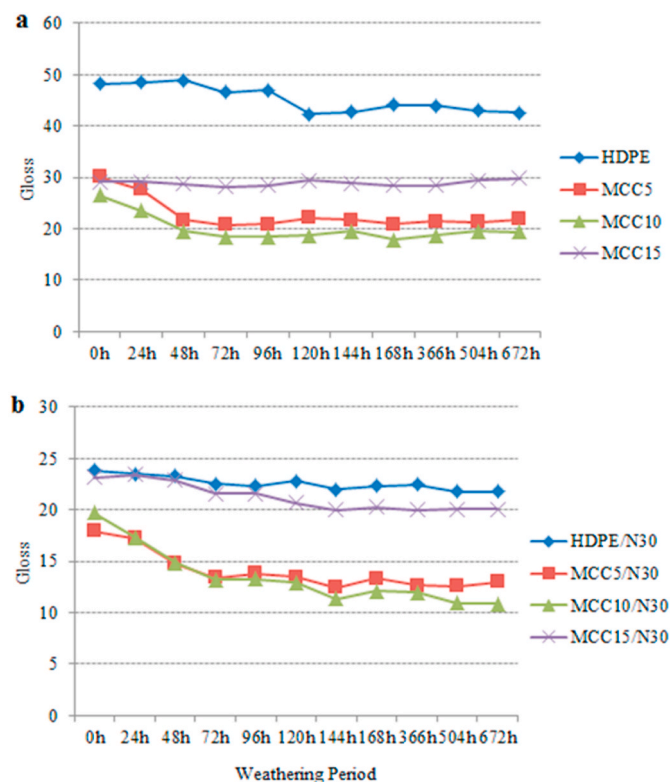 a
60
50
40
30
20
10
0
Gloss
0h 24h 48h 72h 96h 120h 144h 168h 366h 504h 672h
HDPE
MCC5
MCC10
MCC15
b
30
25
20
15
10
5
0
Gloss
0h 24h 48h 72h 96h 120h 144h 168h 366h 504h 672h
Weathering Period
HDPE/N30
MCC5/N30
MCC10/N30
MCC15/N30